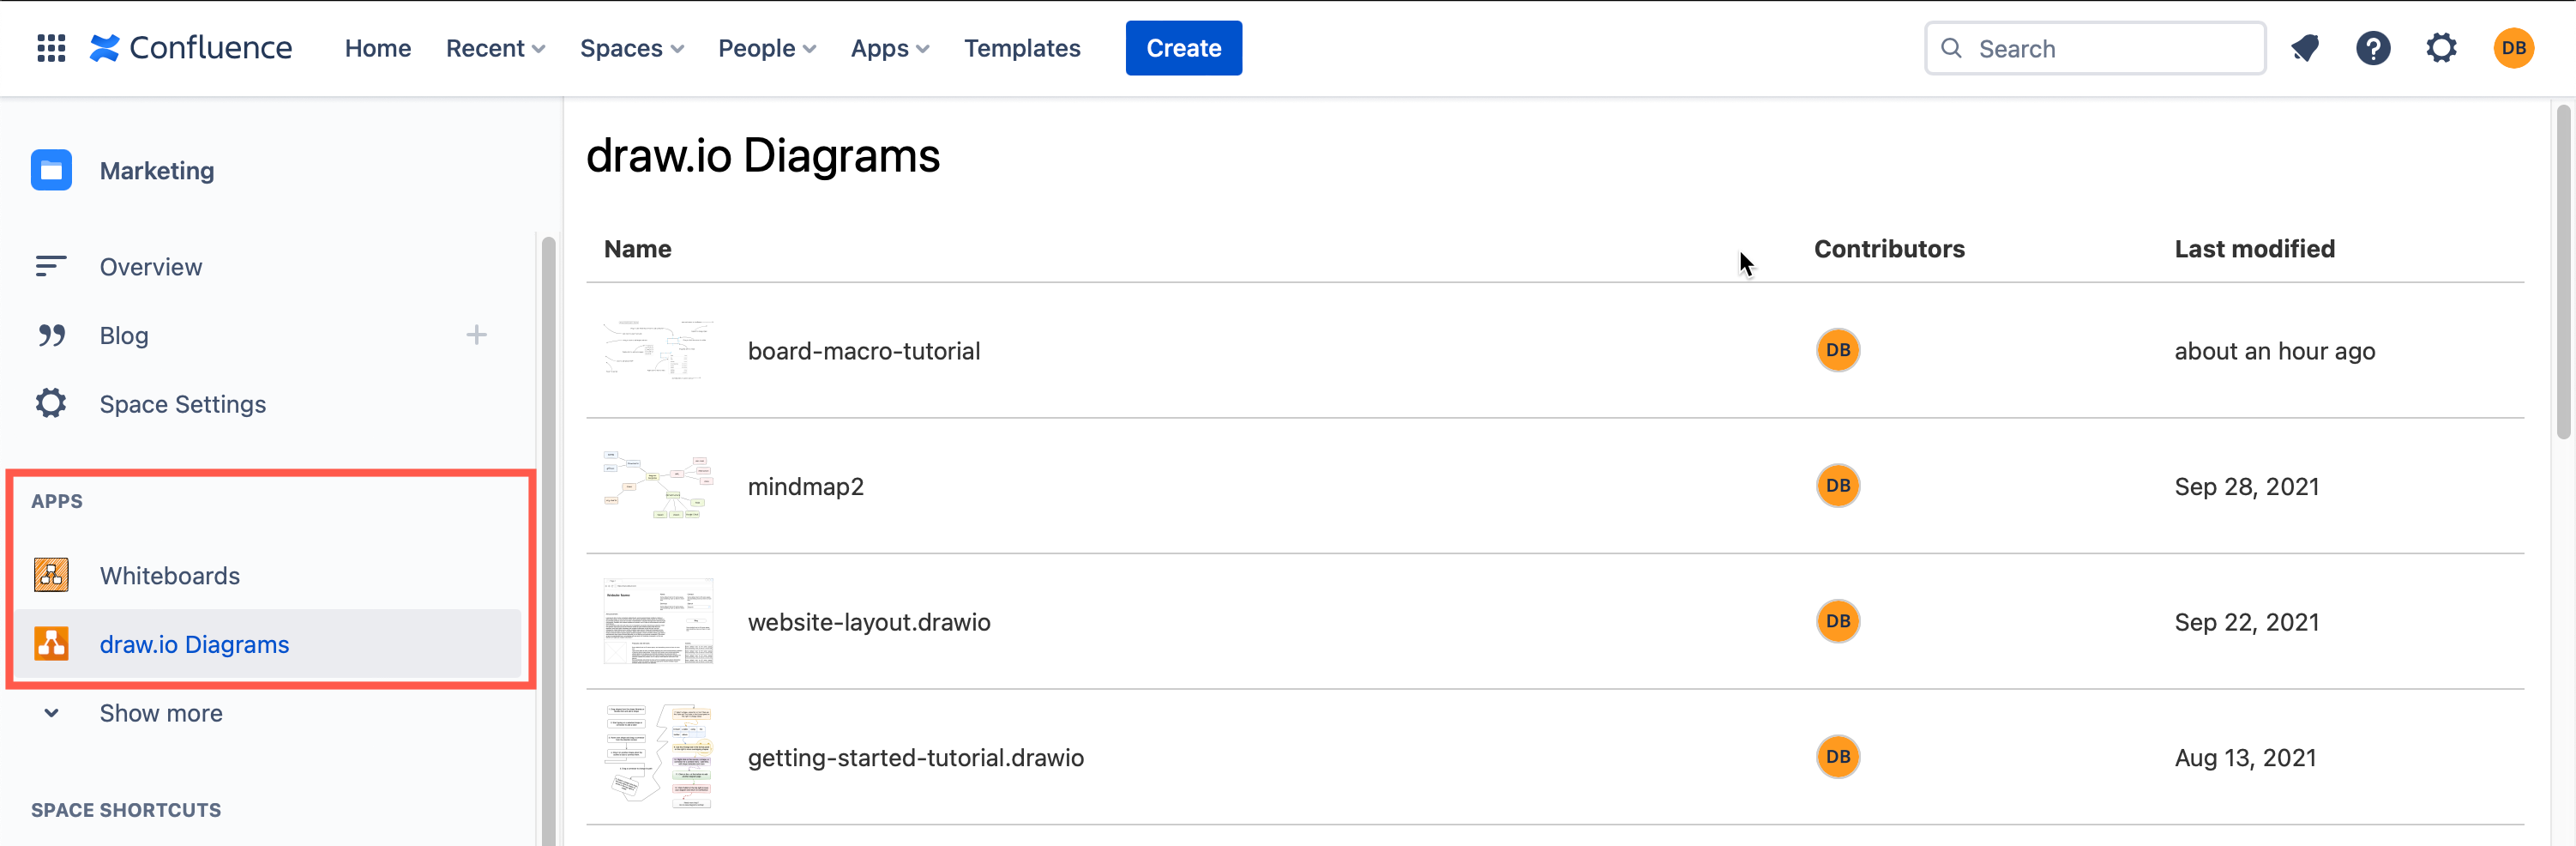 Confluence Home Recent Spaces People Apps Templates Create Search DB
Marketing
Overview
Blog
Space Settings
APPS
Whiteboards
draw.io Diagrams
Show more
SPACE SHORTCUTS
draw.io Diagrams
Name Contributors Last modified
board-macro-tutorial DB about an hour ago
mindmap2 DB Sep 28, 2021
website-layout.drawio DB Sep 22, 2021
getting-started-tutorial.drawio DB Aug 13, 2021